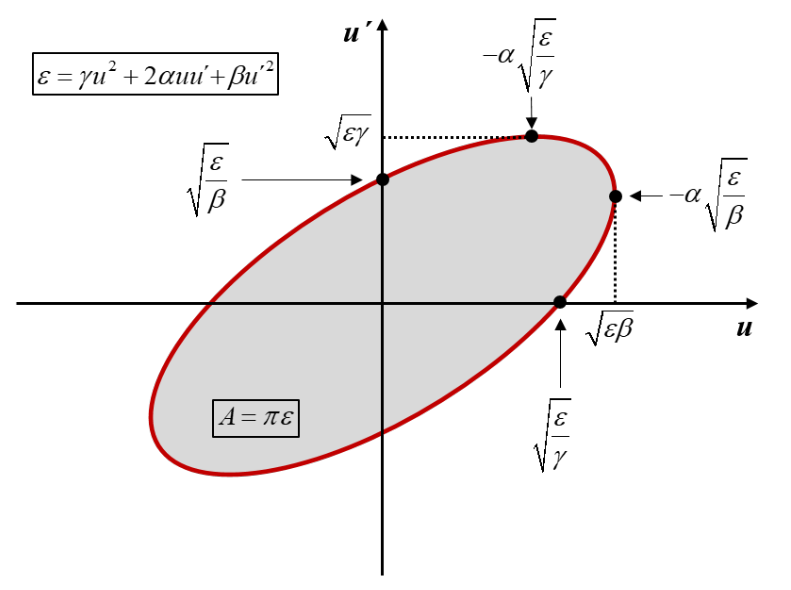 u′
−α√(ε/γ)
ε = γu² + 2αuu′ + βu′²
√(εγ)
√(ε/β)
−α√(ε/β)
√(εβ)
u
A = πε
√(ε/γ)